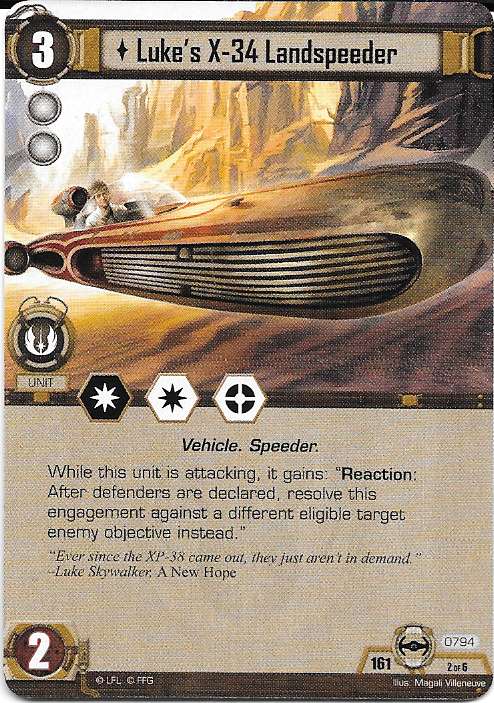 3
Luke's X-34 Landspeeder
UNIT
Vehicle. Speeder.
While this unit is attacking, it gains: "Reaction:
After defenders are declared, resolve this
engagement against a different eligible target
enemy objective instead."
"Ever since the XP-38 came out, they just aren't in demand."
–Luke Skywalker, A New Hope
2
161
0794
2 OF 6
© LFL © FFG
Illus: Magali Villeneuve